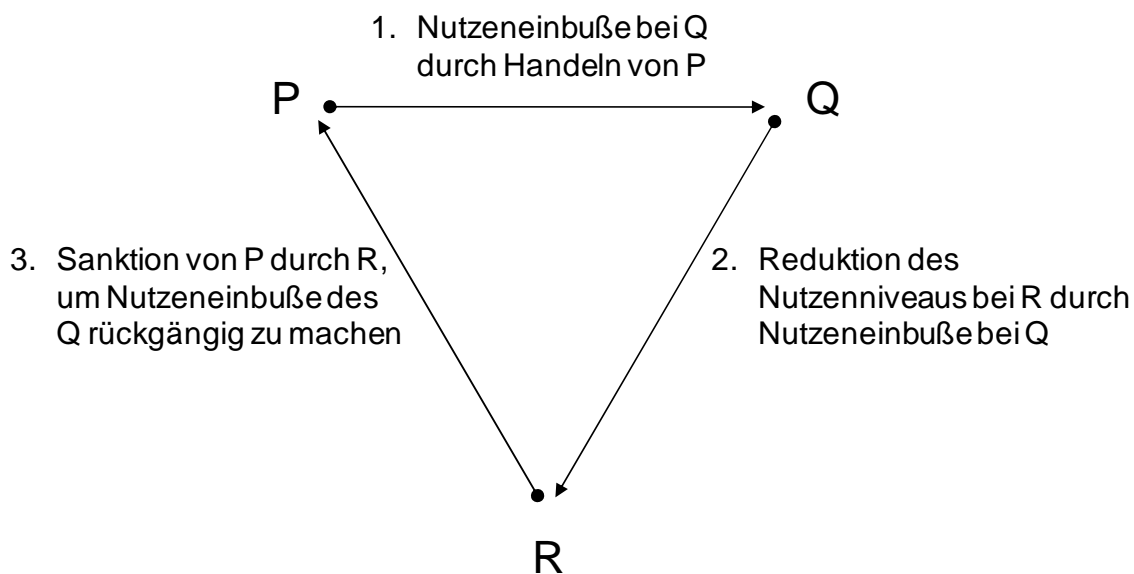 1. Nutzeneinbuße bei Q
durch Handeln von P
P
Q
3. Sanktion von P durch R,
um Nutzeneinbuße des
Q rückgängig zu machen
2. Reduktion des
Nutzenniveaus bei R durch
Nutzeneinbuße bei Q
R